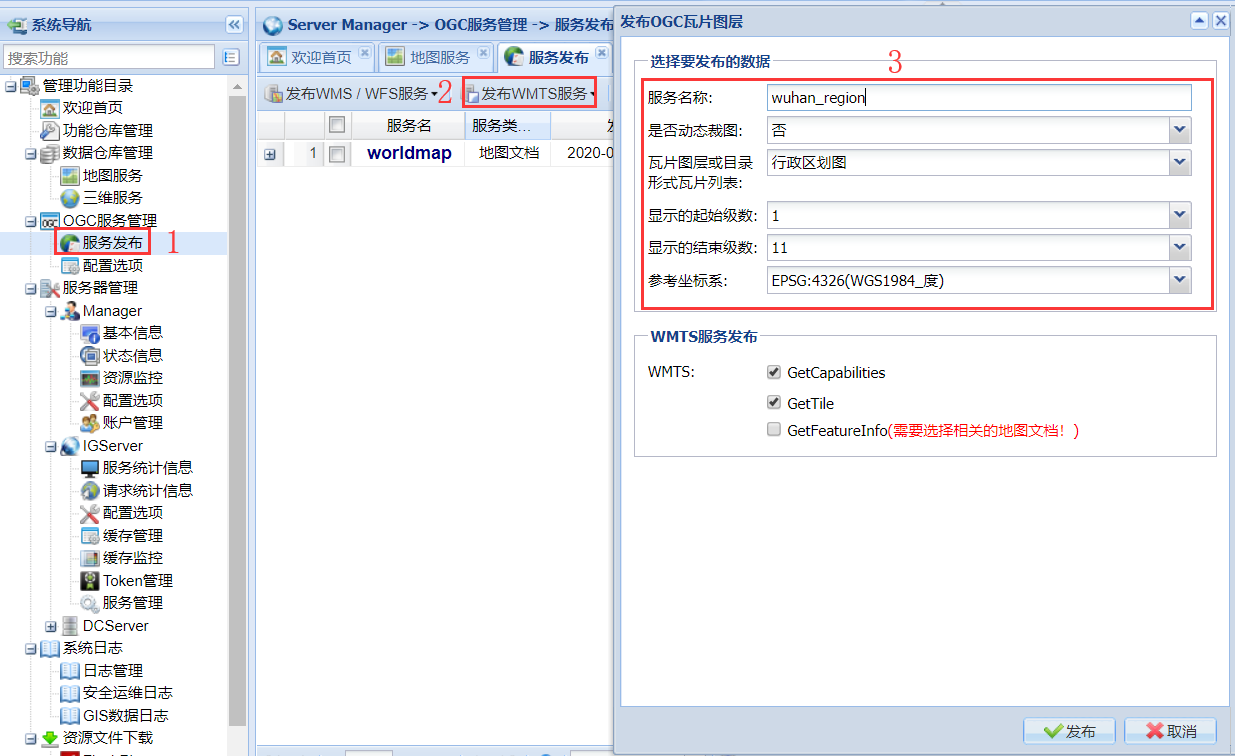 系统导航
搜索功能
管理功能目录
欢迎首页
功能仓库管理
数据仓库管理
地图服务
三维服务
OGC服务管理
服务发布
1
配置选项
服务器管理
Manager
基本信息
状态信息
资源监控
配置选项
账户管理
IGServer
服务统计信息
请求统计信息
配置选项
缓存管理
缓存监控
Token管理
服务管理
DCServer
系统日志
日志管理
安全运维日志
GIS数据日志
资源文件下载
Server Manager -> OGC服务管理 -> 服务发布
欢迎首页 地图服务 服务发布
发布WMS / WFS服务 2 发布WMTS服务
服务名 服务类...
1 worldmap 地图文档 2020-0
发布OGC瓦片图层
选择要发布的数据
3
服务名称: wuhan_region
是否动态裁图: 否
瓦片图层或目录 行政区划图
形式瓦片列表:
显示的起始级数: 1
显示的结束级数: 11
参考坐标系: EPSG:4326(WGS1984_度)
WMTS服务发布
WMTS: GetCapabilities
GetTile
GetFeatureInfo(需要选择相关的地图文档！)
发布 取消